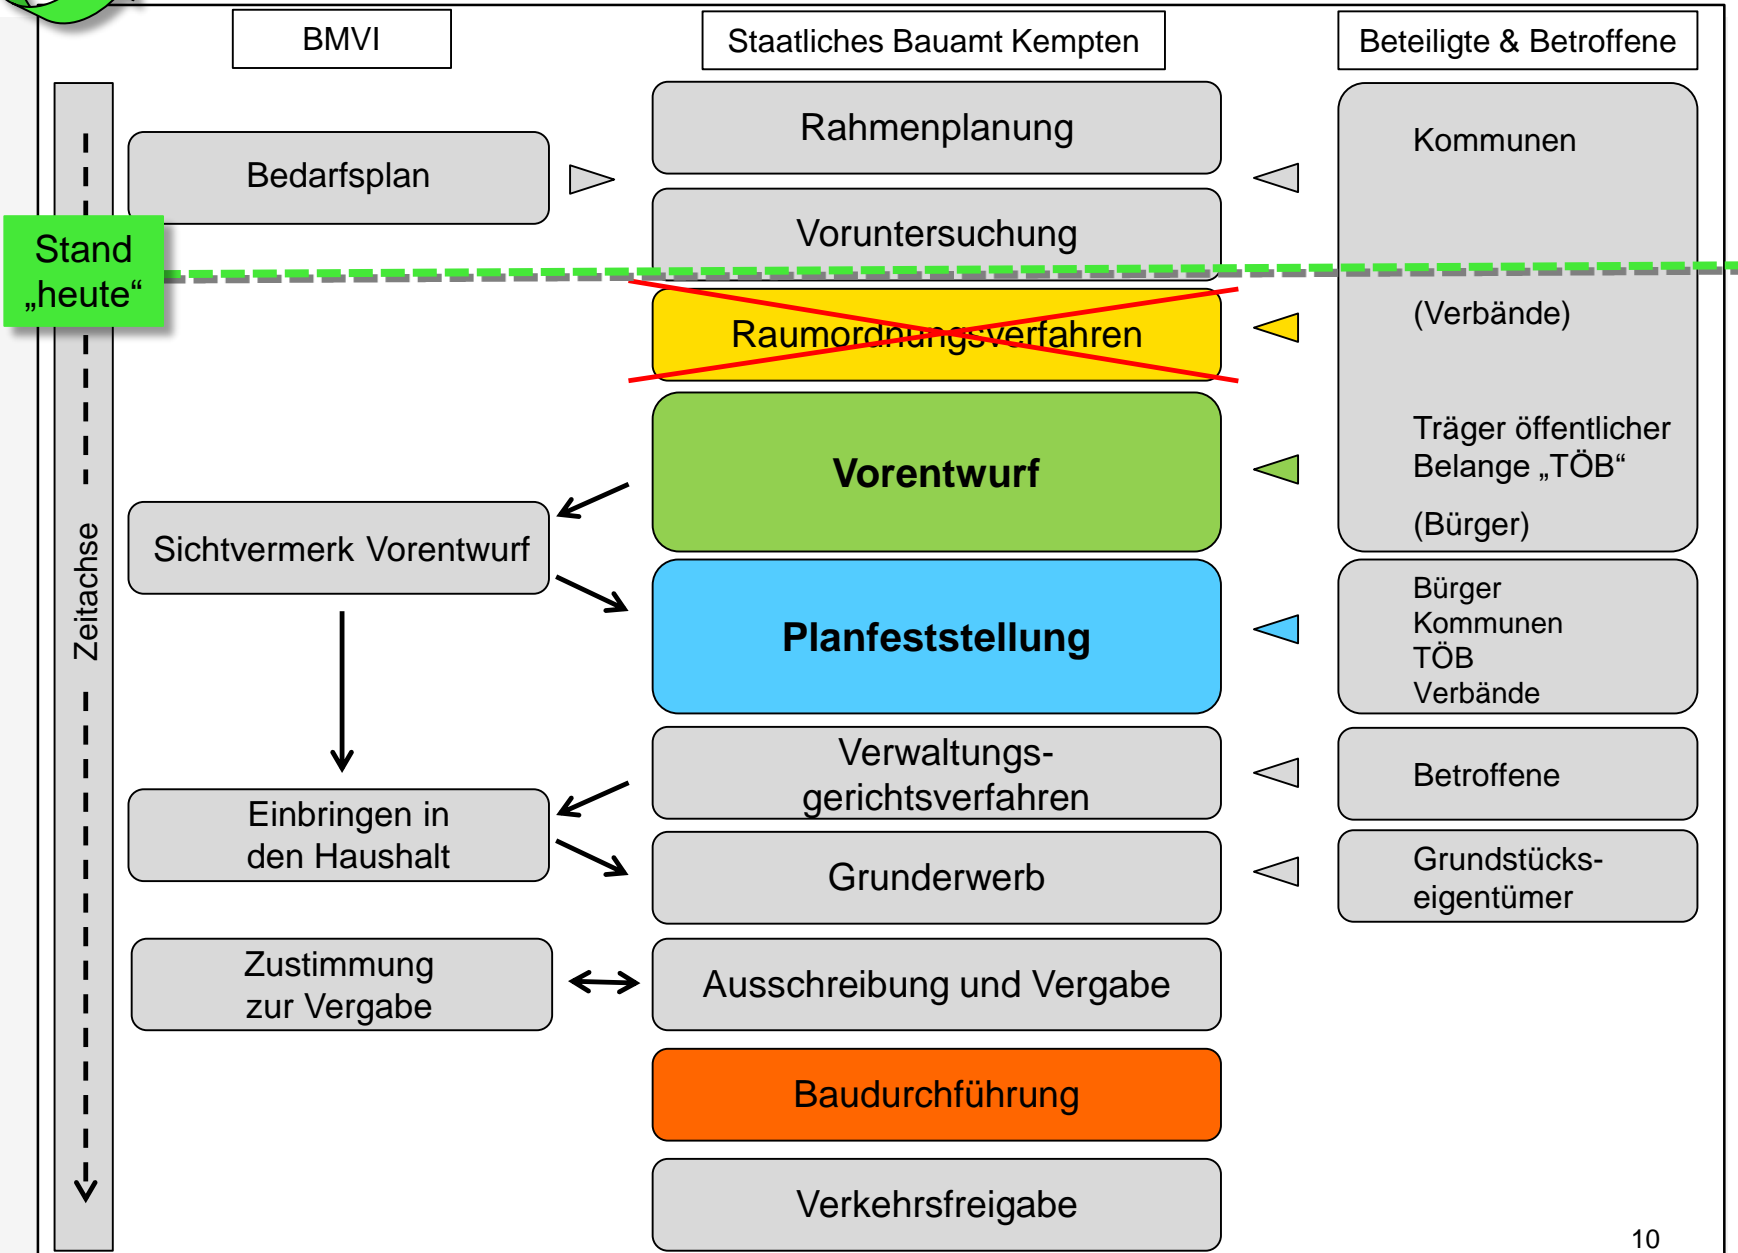 BMVI
Staatliches Bauamt Kempten
Beteiligte & Betroffene
Rahmenplanung
Kommunen
Bedarfsplan
Voruntersuchung
Stand
„heute“
Raumordnungsverfahren
(Verbände)
Vorentwurf
Träger öffentlicher
Belange „TÖB“
(Bürger)
Sichtvermerk Vorentwurf
Zeitachse
Planfeststellung
Bürger
Kommunen
TÖB
Verbände
Verwaltungs-
gerichtsverfahren
Betroffene
Einbringen in
den Haushalt
Grunderwerb
Grundstücks-
eigentümer
Zustimmung
zur Vergabe
Ausschreibung und Vergabe
Baudurchführung
Verkehrsfreigabe
10